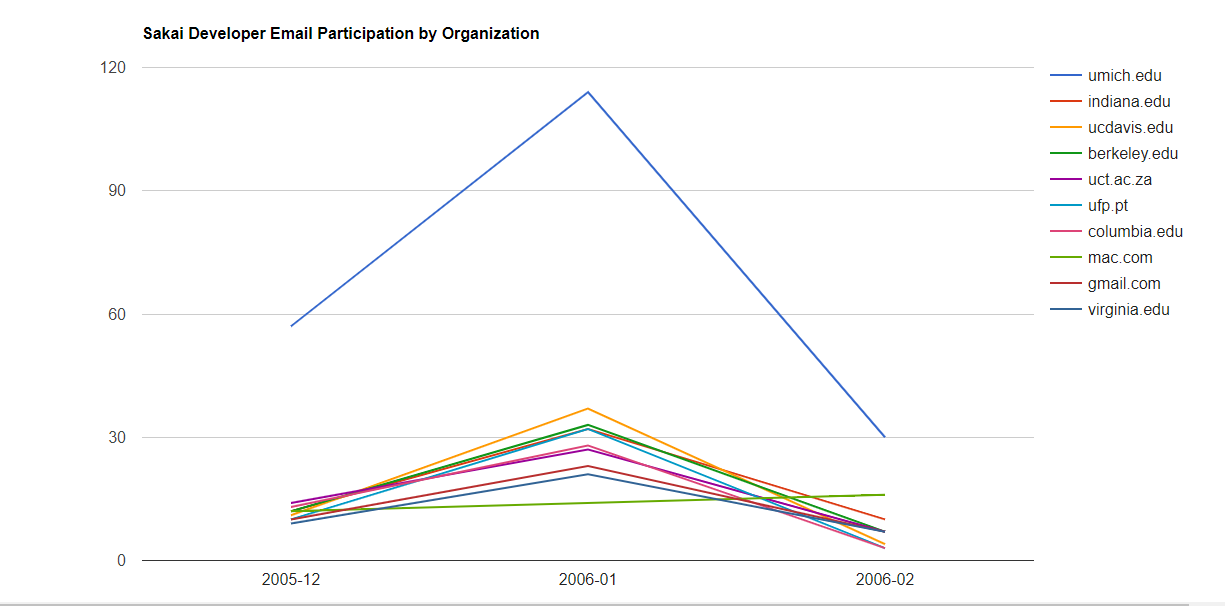 Sakai Developer Email Participation by Organization
120
90
60
30
0
2005-12
2006-01
2006-02
umich.edu
indiana.edu
ucdavis.edu
berkeley.edu
uct.ac.za
ufp.pt
columbia.edu
mac.com
gmail.com
virginia.edu